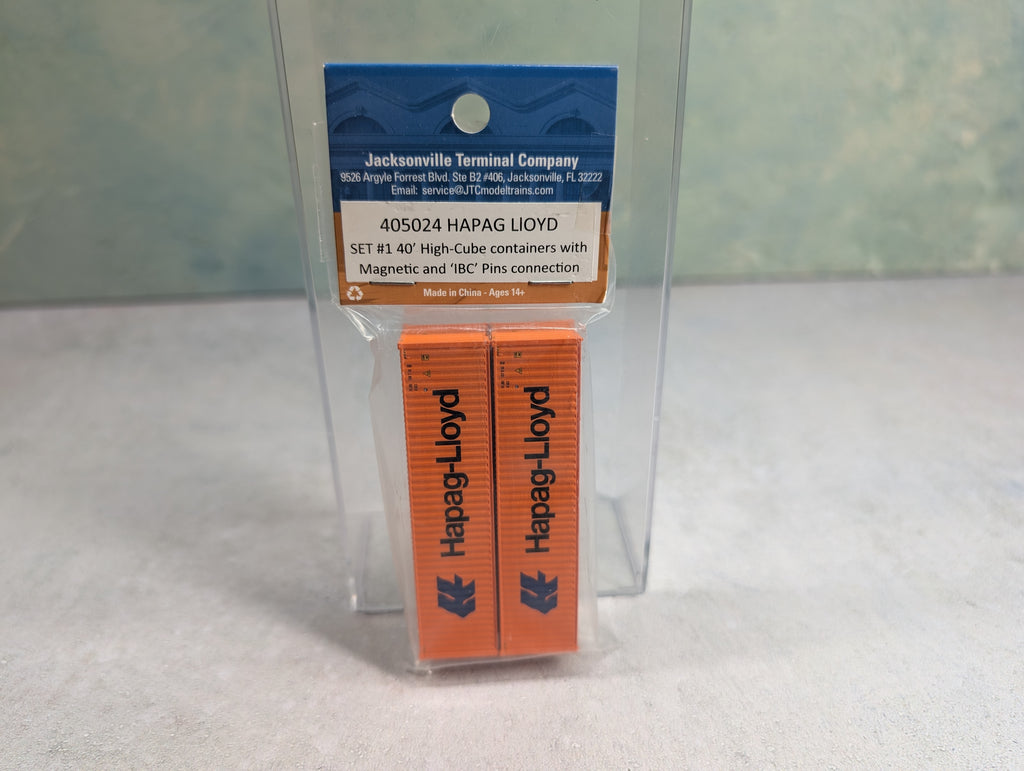 Jacksonville Terminal Company
9526 Argyle Forrest Blvd. Ste B2 #406, Jacksonville, FL 32222
Email: service@JTCmodeltrains.com
405024 HAPAG LlOYD
SET #1 40’ High-Cube containers with
Magnetic and ‘IBC’ Pins connection
Made in China - Ages 14+
Hapag-Lloyd
Hapag-Lloyd